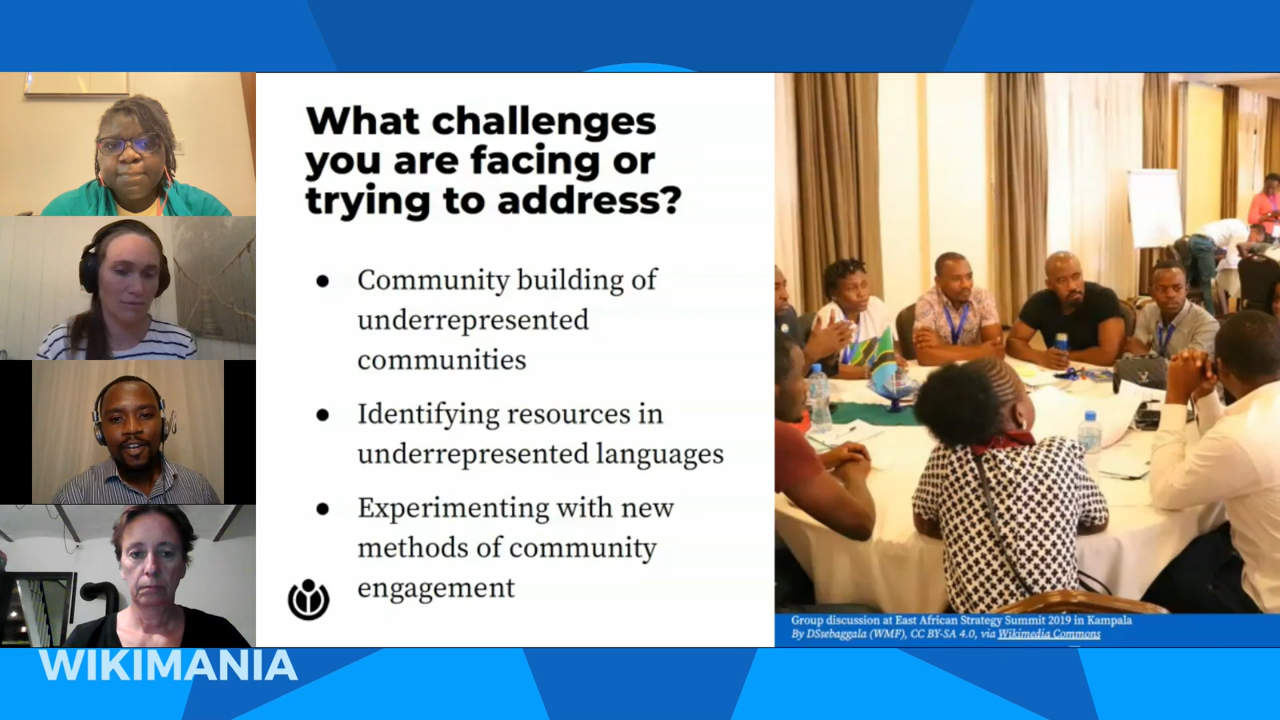 What challenges
you are facing or
trying to address?
● Community building of
underrepresented
communities
● Identifying resources in
underrepresented languages
● Experimenting with new
methods of community
engagement
Group discussion at East African Strategy Summit 2019 in Kampala
By DSsebaggala (WMF), CC BY-SA 4.0, via Wikimedia Commons
WIKIMANIA